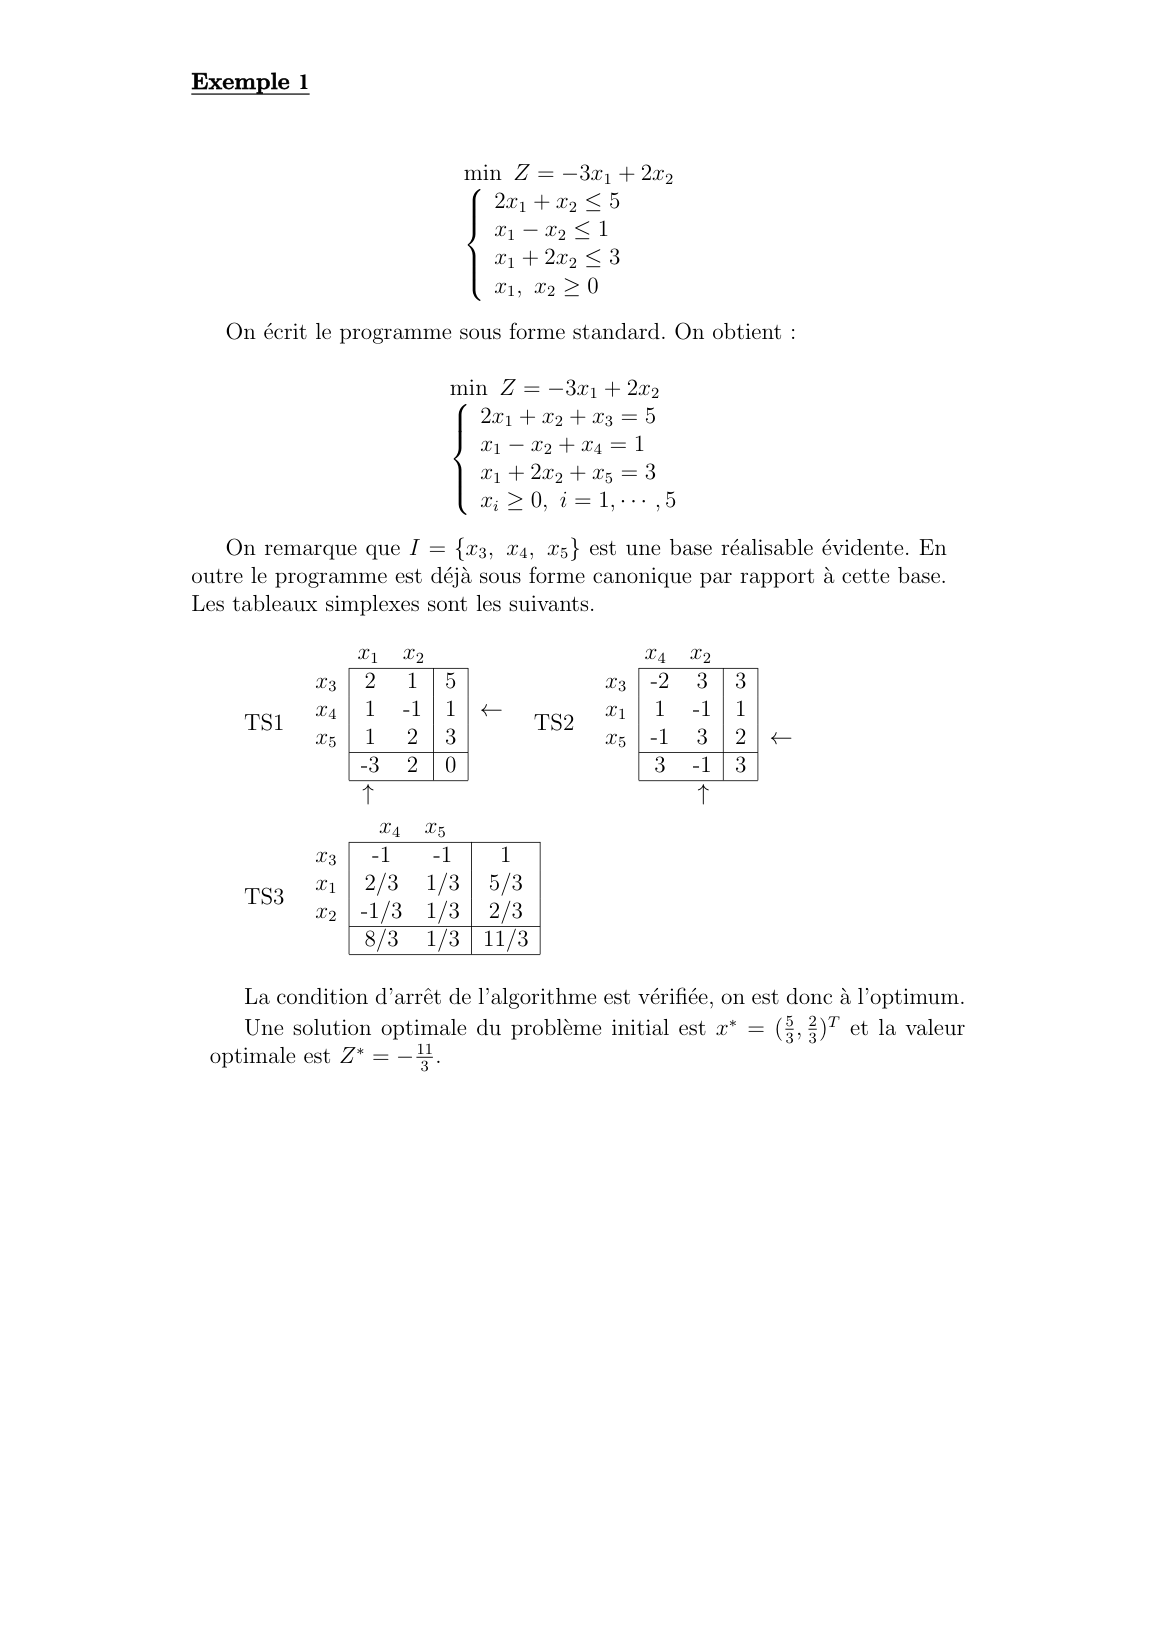 Exemple 1
min Z = −3x₁ + 2x₂
2x₁ + x₂ ≤ 5
x₁ − x₂ ≤ 1
x₁ + 2x₂ ≤ 3
x₁, x₂ ≥ 0
On écrit le programme sous forme standard. On obtient :
min Z = −3x₁ + 2x₂
2x₁ + x₂ + x₃ = 5
x₁ − x₂ + x₄ = 1
x₁ + 2x₂ + x₅ = 3
xᵢ ≥ 0, i = 1, ⋯ , 5
On remarque que I = {x₃, x₄, x₅} est une base réalisable évidente. En
outre le programme est déjà sous forme canonique par rapport à cette base.
Les tableaux simplexes sont les suivants.
TS1
x₁ x₂
x₃ 2 1 5
x₄ 1 -1 1 ←
x₅ 1 2 3
-3 2 0
↑
TS2
x₄ x₂
x₃ -2 3 3
x₁ 1 -1 1
x₅ -1 3 2 ←
3 -1 3
↑
TS3
x₄ x₅
x₃ -1 -1 1
x₁ 2/3 1/3 5/3
x₂ -1/3 1/3 2/3
8/3 1/3 11/3
La condition d'arrêt de l'algorithme est vérifiée, on est donc à l'optimum.
Une solution optimale du problème initial est x* = (5/3, 2/3)ᵀ et la valeur
optimale est Z* = −11/3.